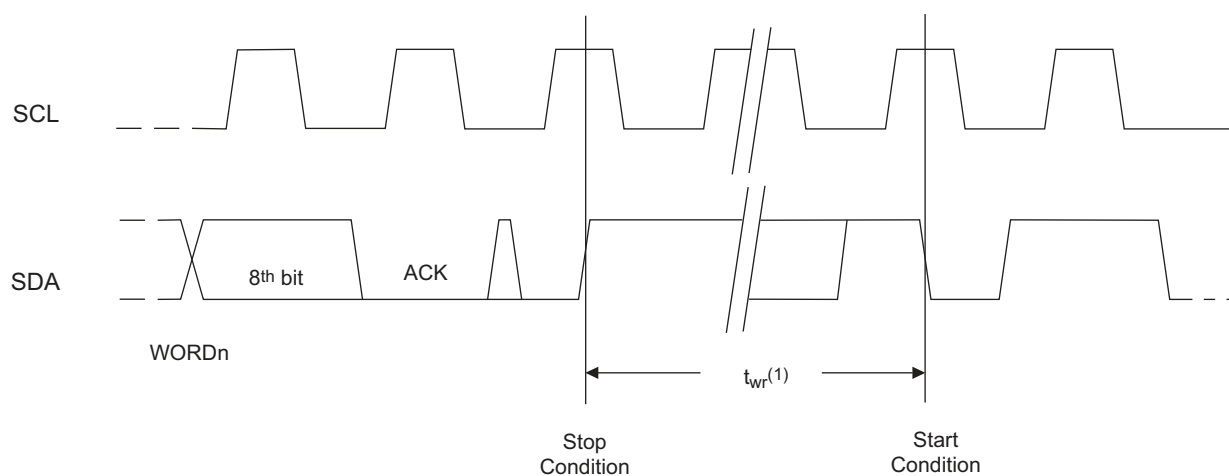 SCL
SDA
8th bit
ACK
WORDn
twr(1)
Stop
Condition
Start
Condition